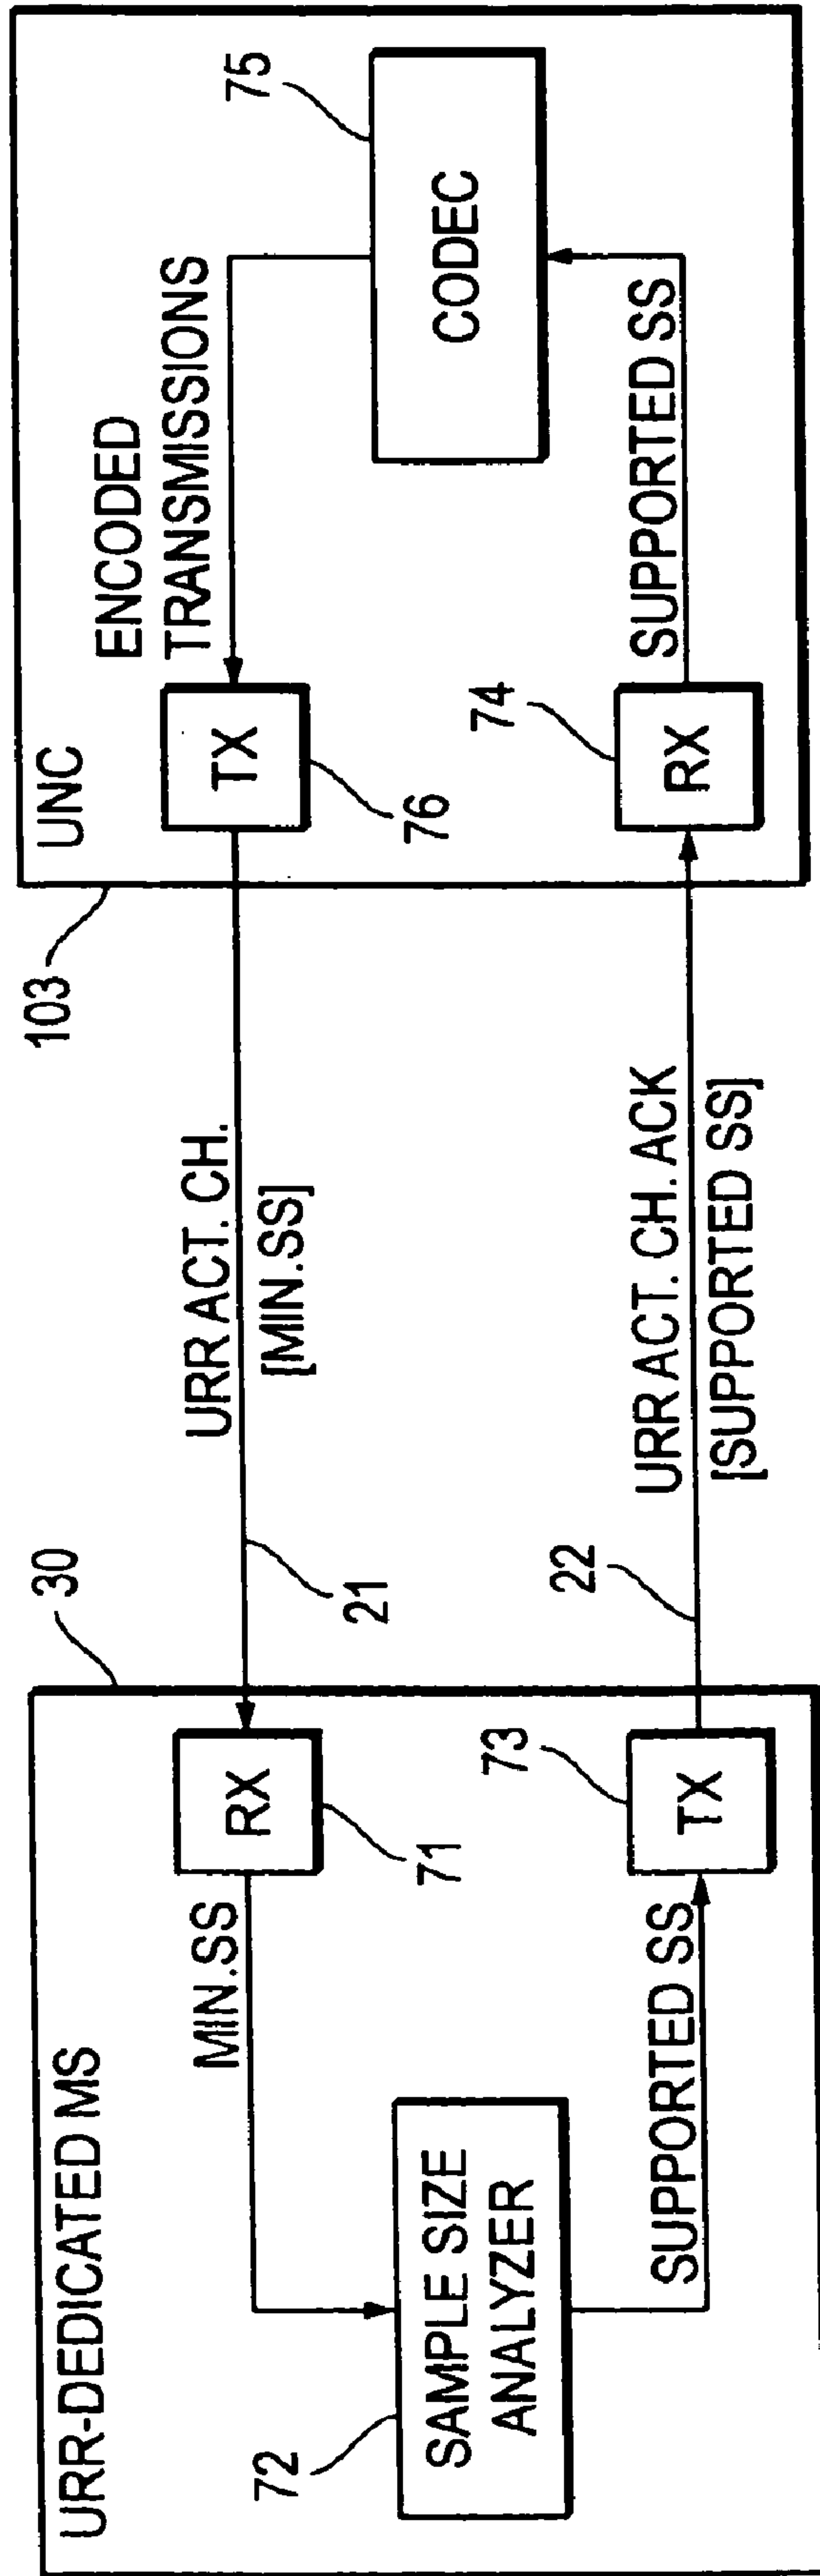 URR-DEDICATED MS
30
MIN.SS
RX
71
72
SAMPLE SIZE
ANALYZER
SUPPORTED SS
73
TX
URR ACT. CH.
[MIN.SS]
21
22
URR ACT. CH. ACK
[SUPPORTED SS]
103
UNC
ENCODED
TRANSMISSIONS
TX
76
75
CODEC
74
RX
SUPPORTED SS